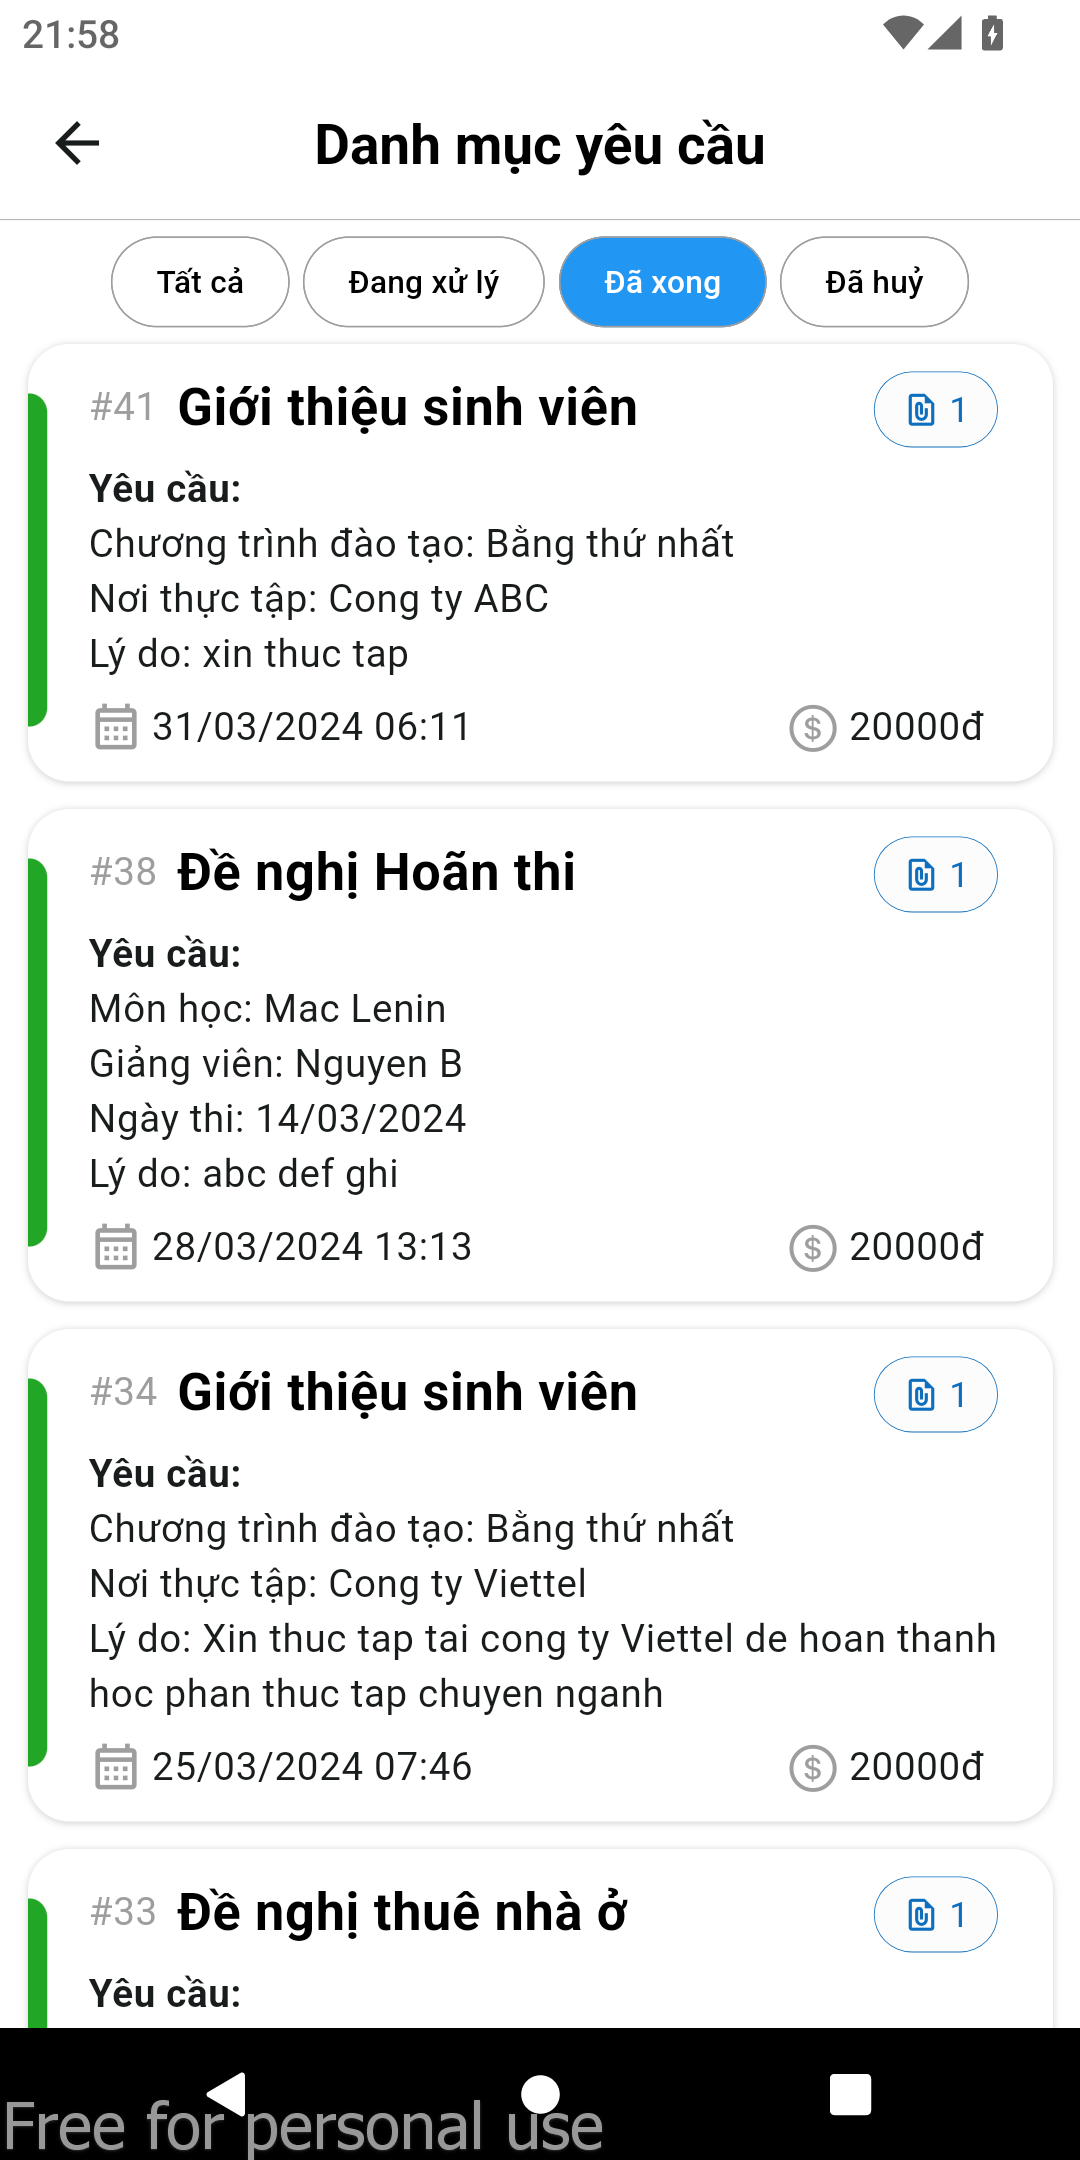 21:58
Danh mục yêu cầu
Tất cả Đang xử lý Đã xong Đã huỷ
#41 Giới thiệu sinh viên 1
Yêu cầu:
Chương trình đào tạo: Bằng thứ nhất
Nơi thực tập: Cong ty ABC
Lý do: xin thuc tap
31/03/2024 06:11 20000đ
#38 Đề nghị Hoãn thi 1
Yêu cầu:
Môn học: Mac Lenin
Giảng viên: Nguyen B
Ngày thi: 14/03/2024
Lý do: abc def ghi
28/03/2024 13:13 20000đ
#34 Giới thiệu sinh viên 1
Yêu cầu:
Chương trình đào tạo: Bằng thứ nhất
Nơi thực tập: Cong ty Viettel
Lý do: Xin thuc tap tai cong ty Viettel de hoan thanh
hoc phan thuc tap chuyen nganh
25/03/2024 07:46 20000đ
#33 Đề nghị thuê nhà ở 1
Yêu cầu:
Free for personal use